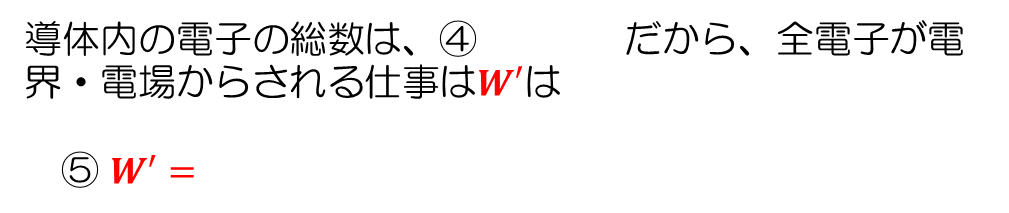 導体内の電子の総数は、④　　　　だから、全電子が電
界・電場からされる仕事はW′は
⑤ W′ =